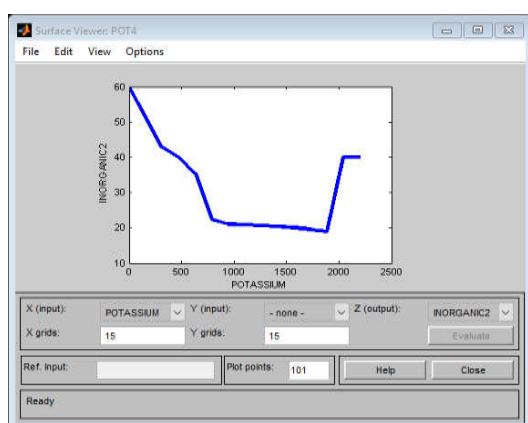 Surface Viewer: POT4
File Edit View Options
60
50
40
30
20
10
INORGANIC2
0 500 1000 1500 2000 2500
POTASSIUM
X (input): POTASSIUM Y (input): - none - Z (output): INORGANIC2
X grids: 15 Y grids: 15 Evaluate
Ref. Input: Plot points: 101 Help Close
Ready